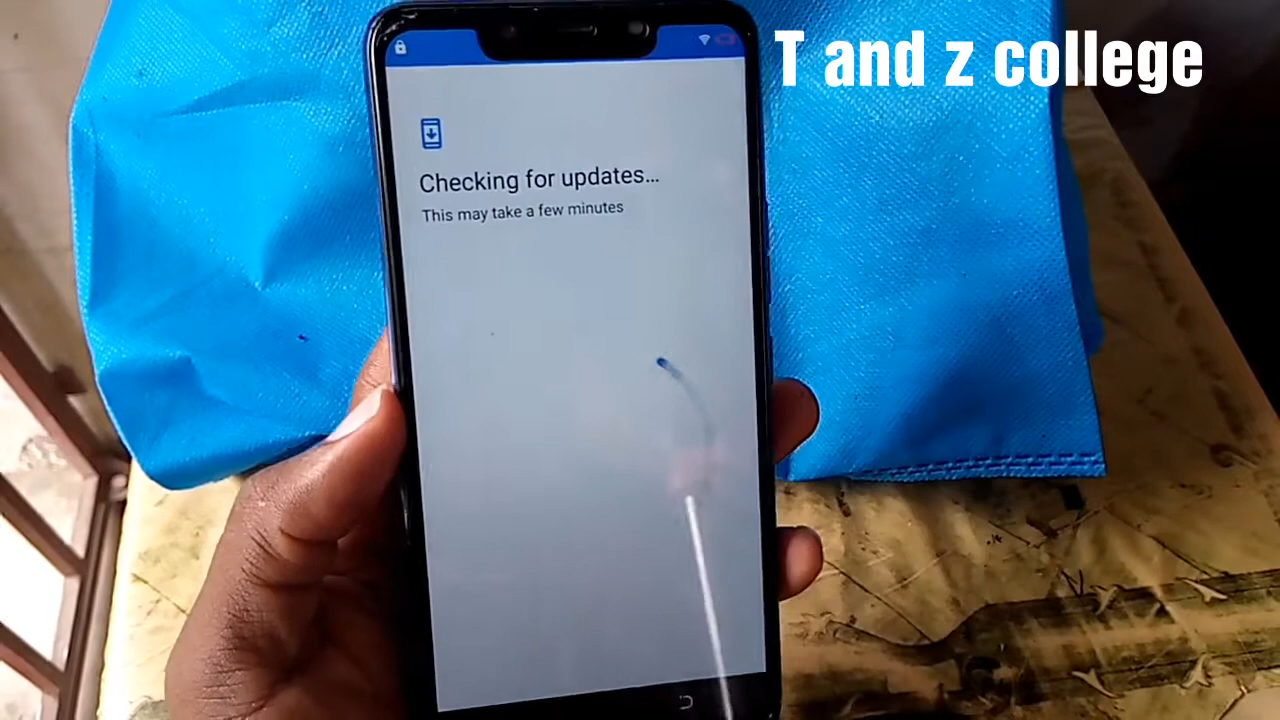 T and z college
Checking for updates...
This may take a few minutes